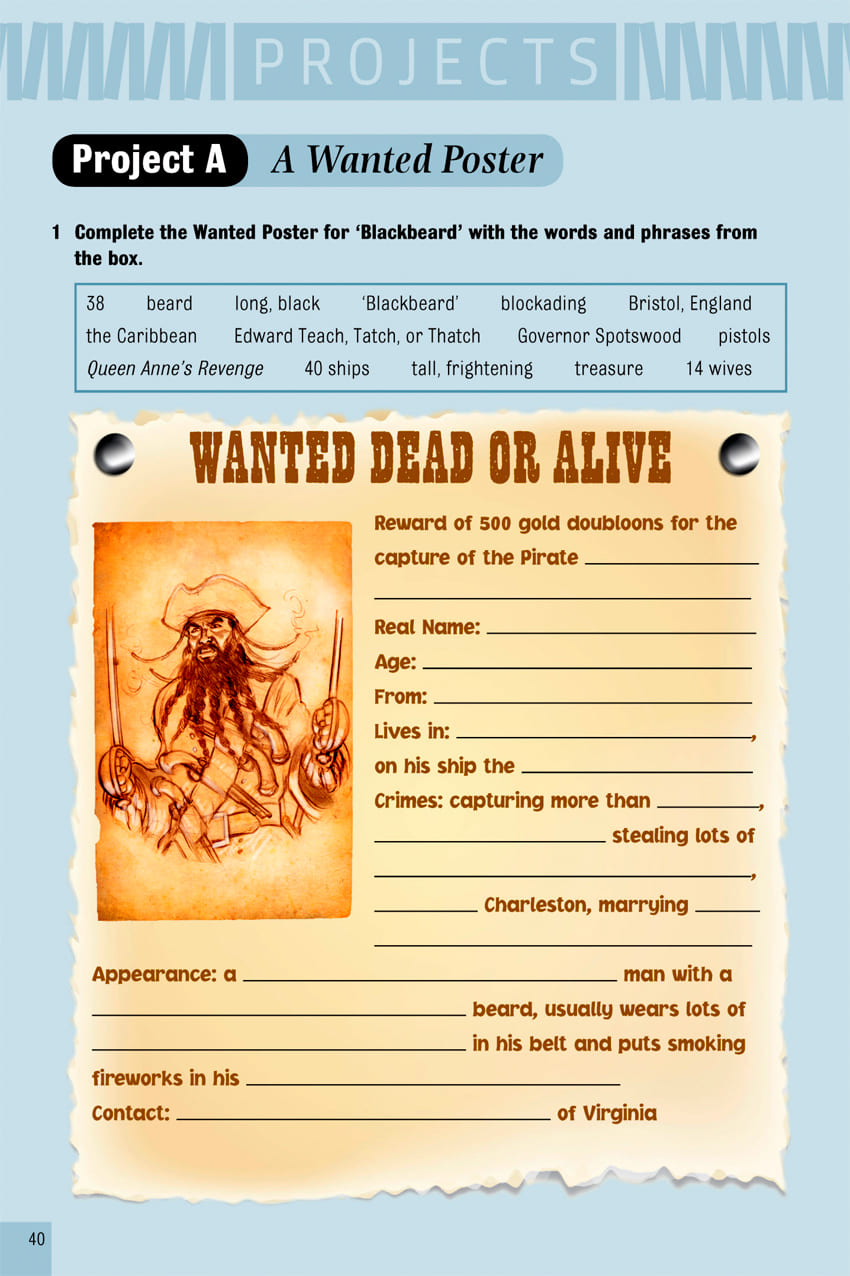 PROJECTS
Project A A Wanted Poster
1 Complete the Wanted Poster for ‘Blackbeard’ with the words and phrases from
the box.
38 beard long, black ‘Blackbeard’ blockading Bristol, England
the Caribbean Edward Teach, Tatch, or Thatch Governor Spotswood pistols
Queen Anne’s Revenge 40 ships tall, frightening treasure 14 wives
WANTED DEAD OR ALIVE
Reward of 500 gold doubloons for the
capture of the Pirate
Real Name:
Age:
From:
Lives in: ,
on his ship the
Crimes: capturing more than ,
stealing lots of
,
Charleston, marrying
Appearance: a man with a
beard, usually wears lots of
in his belt and puts smoking
fireworks in his
Contact: of Virginia
40